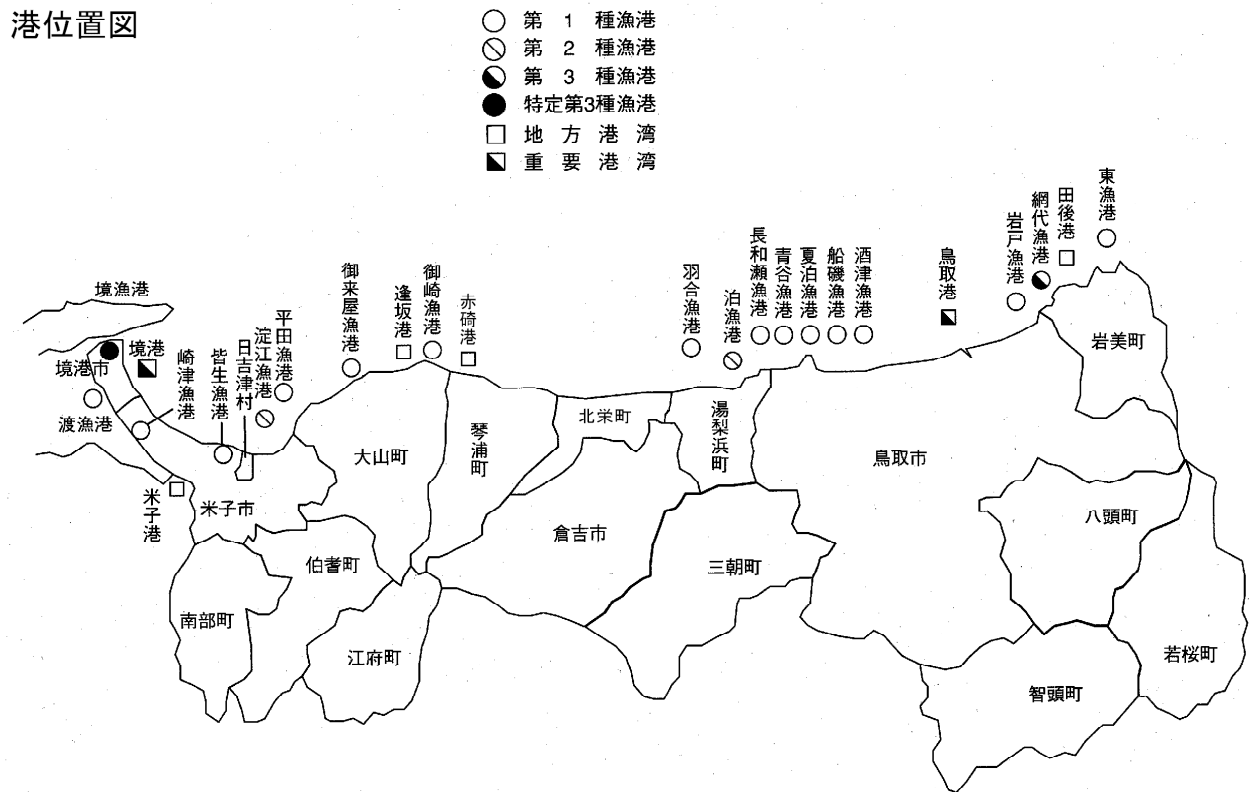 港位置図
第1種漁港
第2種漁港
第3種漁港
特定第3種漁港
地方港湾
重要港湾
境漁港
境港市
境港
渡漁港
崎津漁港
皆生漁港
日吉津村
淀江漁港
平田漁港
米子港
米子市
御来屋漁港
逢坂港
御崎漁港
赤碕港
羽合漁港
泊漁港
長和瀬漁港
青谷漁港
夏泊漁港
船磯漁港
酒津漁港
鳥取港
岩戸漁港
網代漁港
田後港
東漁港
岩美町
大山町
琴浦町
北栄町
湯梨浜町
鳥取市
八頭町
倉吉市
三朝町
伯耆町
南部町
江府町
若桜町
智頭町